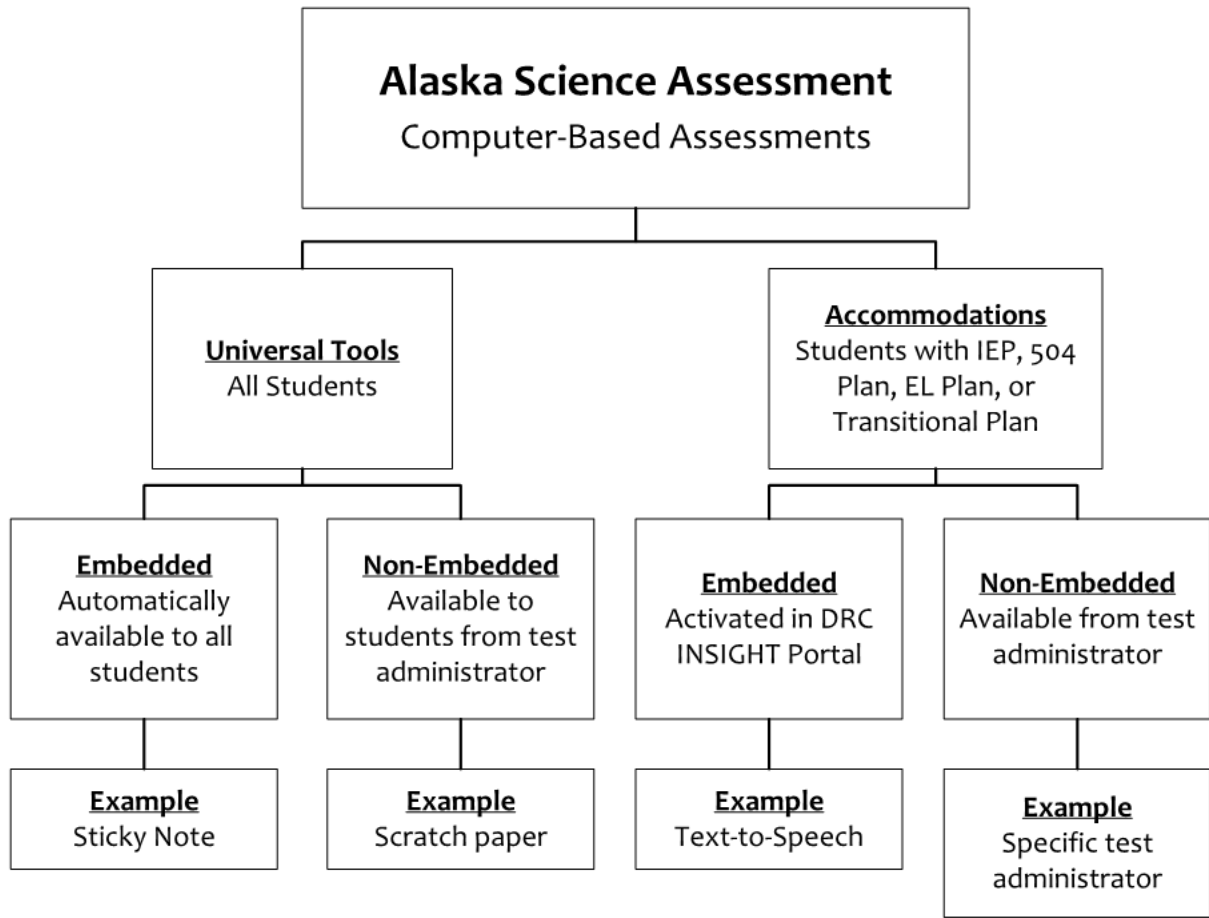 Alaska Science Assessment
Computer-Based Assessments
Universal Tools
All Students
Accommodations
Students with IEP, 504
Plan, EL Plan, or
Transitional Plan
Embedded
Automatically
available to all
students
Non-Embedded
Available to
students from test
administrator
Embedded
Activated in DRC
INSIGHT Portal
Non-Embedded
Available from test
administrator
Example
Sticky Note
Example
Scratch paper
Example
Text-to-Speech
Example
Specific test
administrator